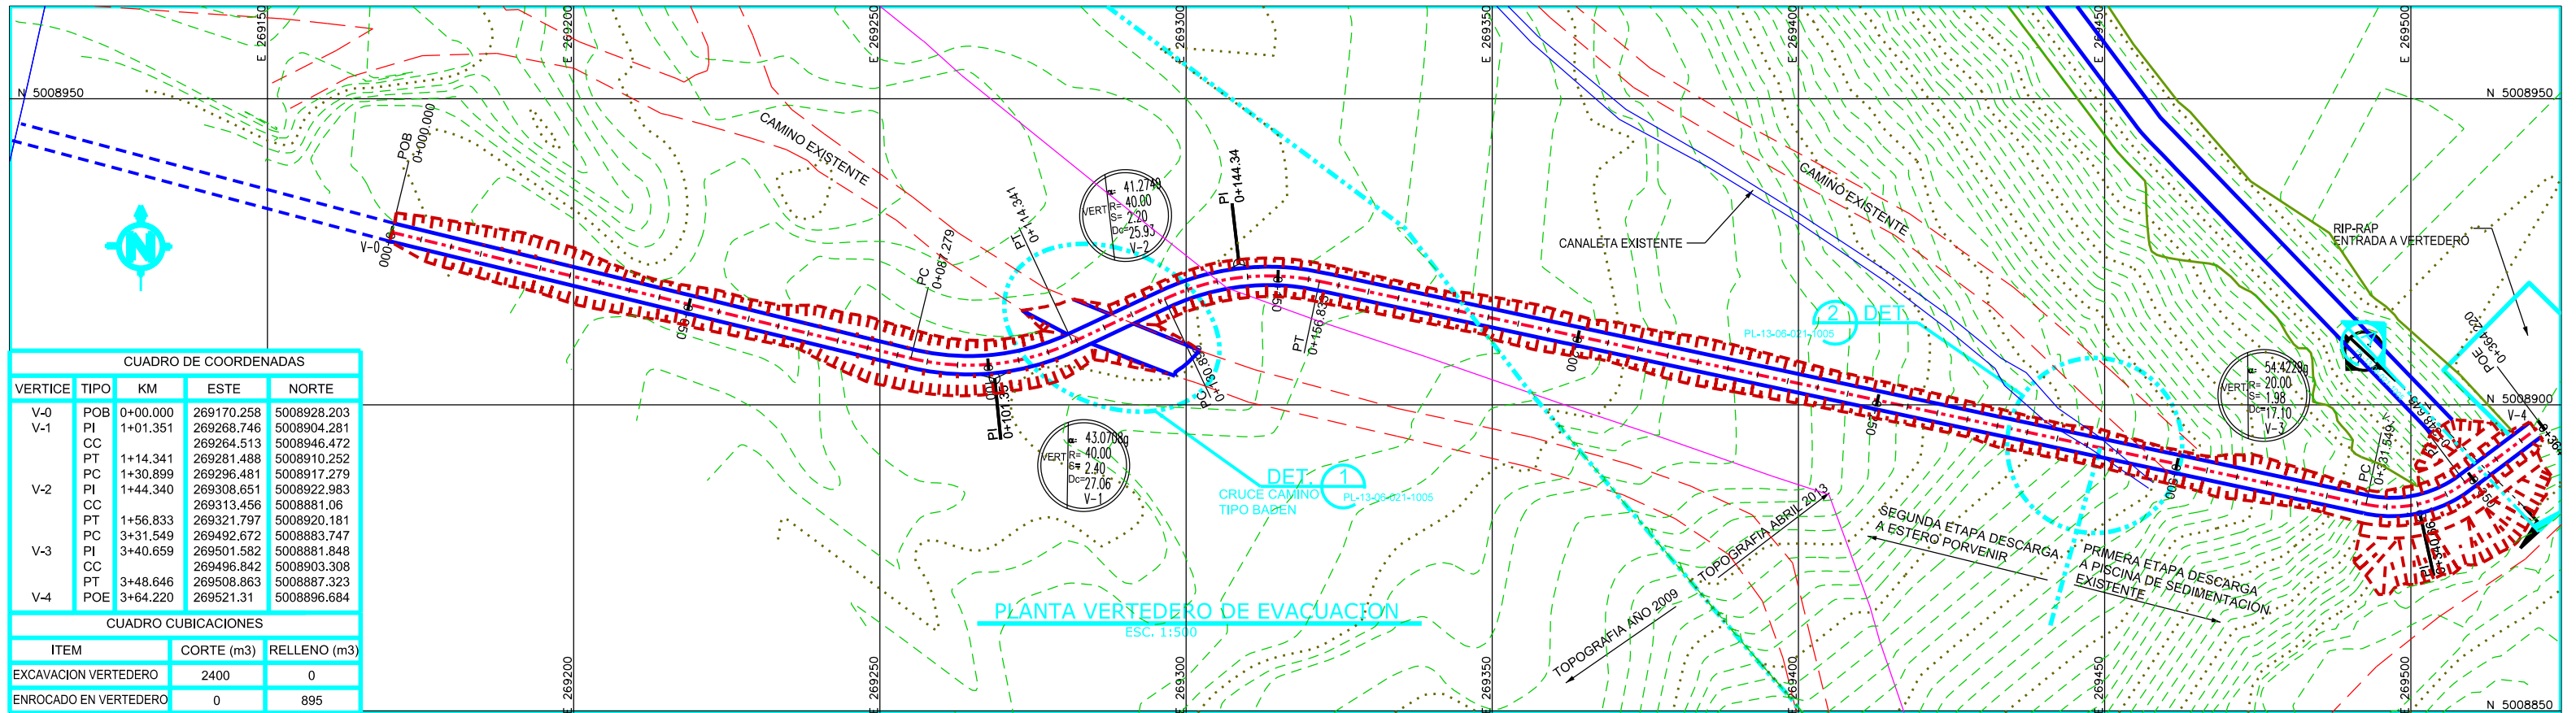 E 269150
E 269200
E 269250
E 269300
E 269350
E 269400
E 269450
E 269500
N 5008950
N 5008950
POB
0+000.000
CAMINO EXISTENTE
V-0
PC
0+087.279
PT
0+114.341
VERT
41.2749
R= 40.00
S= 2.20
Dc=25.93
V-2
PI
0+144.34
PT
0+156.833
CANALETA EXISTENTE
CAMINO EXISTENTE
2
DET.
PL-13-06-021-1005
RIP-RAP
ENTRADA A VERTEDERO
POE
0+364.220
VERT
54.4229g
R= 20.00
S= 1.98
Dc=17.10
V-3
N 5008900
V-4
PC
0+331.549
PI
0+101.35
VERT
43.0708g
R= 40.00
S= 2.40
Dc=27.06
V-1
DET.
1
CRUCE CAMINO
TIPO BADEN
PL-13-06-021-1005
TOPOGRAFIA ABRIL 2013
TOPOGRAFIA AÑO 2009
SEGUNDA ETAPA DESCARGA
A ESTERO PORVENIR
PRIMERA ETAPA DESCARGA
A PISCINA DE SEDIMENTACIÓN
EXISTENTE
PLANTA VERTEDERO DE EVACUACION
ESC. 1:500
CUADRO DE COORDENADAS
VERTICE TIPO KM ESTE NORTE
V-0 POB 0+00.000 269170.258 5008928.203
V-1 PI 1+01.351 269268.746 5008904.281
CC 269264.513 5008946.472
PT 1+14.341 269281.488 5008910.252
PC 1+30.899 269296.481 5008917.279
V-2 PI 1+44.340 269308.651 5008922.983
CC 269313.456 5008881.06
PT 1+56.833 269321.797 5008920.181
PC 3+31.549 269492.672 5008883.747
V-3 PI 3+40.659 269501.582 5008881.848
CC 269496.842 5008903.308
PT 3+48.646 269508.863 5008887.323
V-4 POE 3+64.220 269521.31 5008896.684
CUADRO CUBICACIONES
ITEM CORTE (m3) RELLENO (m3)
EXCAVACION VERTEDERO 2400 0
ENROCADO EN VERTEDERO 0 895
E 269200
E 269250
E 269300
E 269350
E 269400
E 269450
E 269500
N 5008850